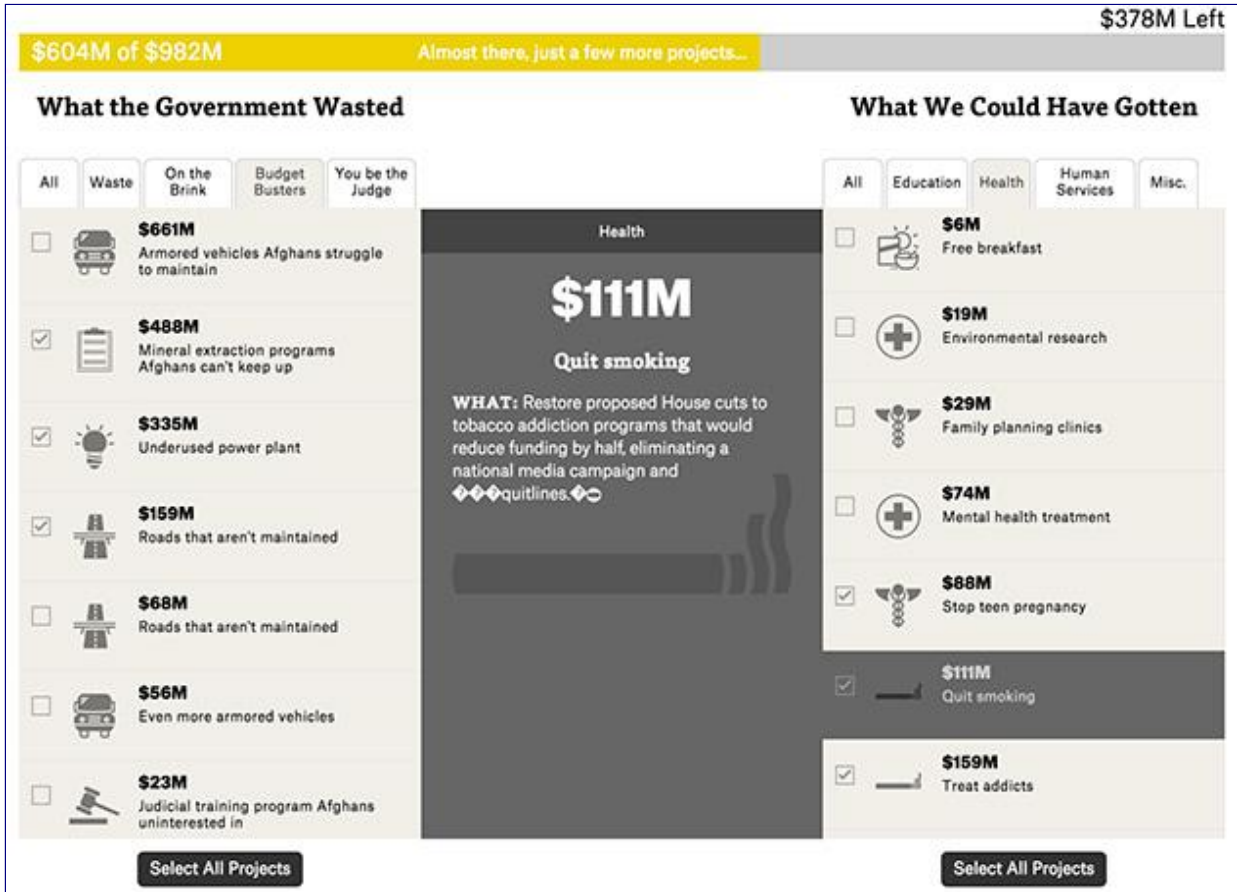 $378M Left
$604M of $982M
Almost there, just a few more projects...
What the Government Wasted
What We Could Have Gotten
All
Waste
On the
Brink
Budget
Busters
You be the
Judge
$661M
Armored vehicles Afghans struggle
to maintain
$488M
Mineral extraction programs
Afghans can't keep up
$335M
Underused power plant
$159M
Roads that aren't maintained
$68M
Roads that aren't maintained
$56M
Even more armored vehicles
$23M
Judicial training program Afghans
uninterested in
Select All Projects
Health
$111M
Quit smoking
WHAT: Restore proposed House cuts to
tobacco addiction programs that would
reduce funding by half, eliminating a
national media campaign and
���quitlines.�
All
Education
Health
Human
Services
Misc.
$6M
Free breakfast
$19M
Environmental research
$29M
Family planning clinics
$74M
Mental health treatment
$88M
Stop teen pregnancy
$111M
Quit smoking
$159M
Treat addicts
Select All Projects